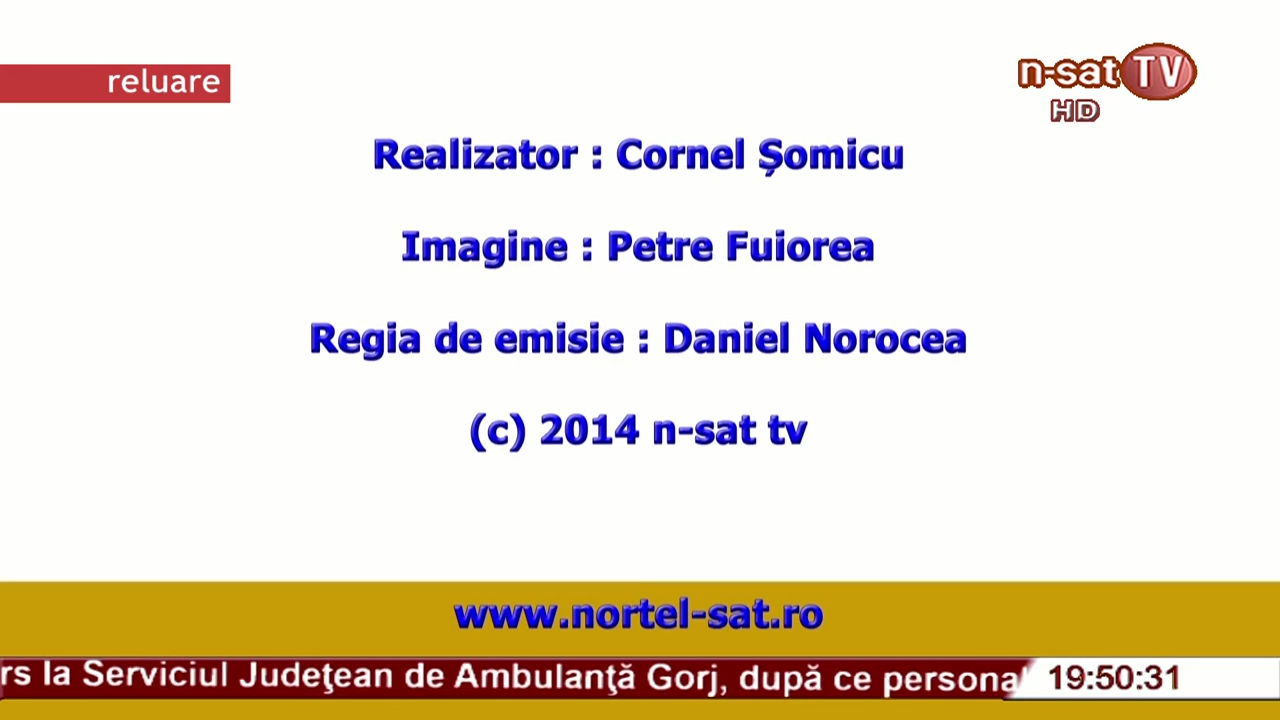 reluare
n-sat TV
HD
Realizator : Cornel Șomicu
Imagine : Petre Fuiorea
Regia de emisie : Daniel Norocea
(c) 2014 n-sat tv
www.nortel-sat.ro
rs la Serviciul Judeţean de Ambulanţă Gorj, după ce persona
19:50:31